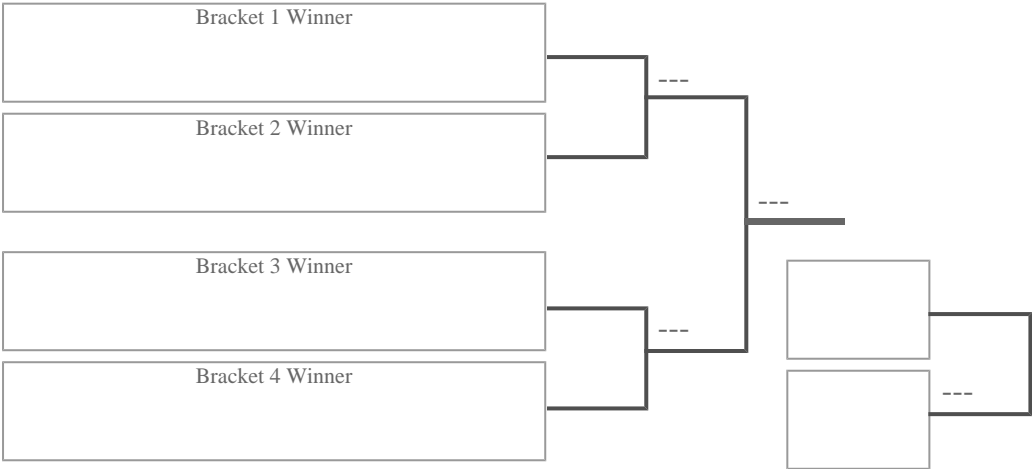 Bracket 1 Winner
---
Bracket 2 Winner
---
Bracket 3 Winner
---
Bracket 4 Winner
---